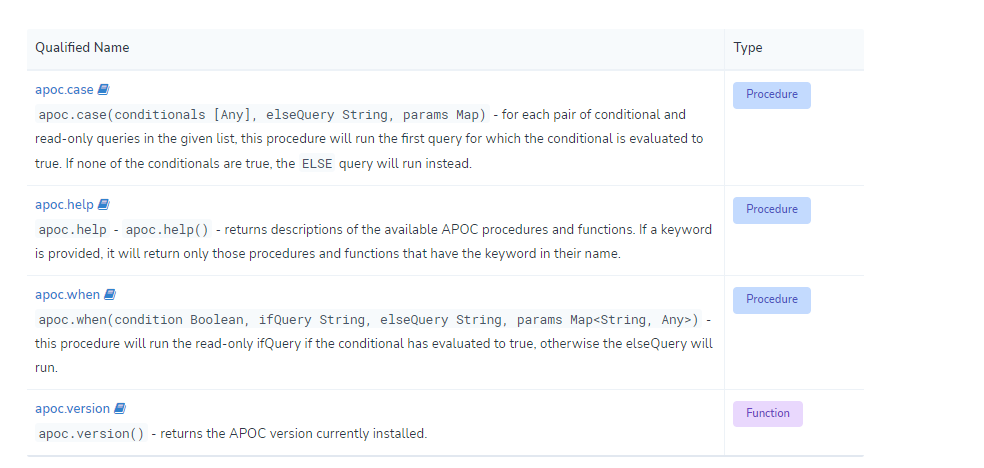 Qualified Name Type
apoc.case Procedure
apoc.case(conditionals [Any], elseQuery String, params Map) - for each pair of conditional and
read-only queries in the given list, this procedure will run the first query for which the conditional is evaluated to
true. If none of the conditionals are true, the ELSE query will run instead.
apoc.help Procedure
apoc.help - apoc.help() - returns descriptions of the available APOC procedures and functions. If a keyword
is provided, it will return only those procedures and functions that have the keyword in their name.
apoc.when Procedure
apoc.when(condition Boolean, ifQuery String, elseQuery String, params Map<String, Any>) -
this procedure will run the read-only ifQuery if the conditional has evaluated to true, otherwise the elseQuery will
run.
apoc.version Function
apoc.version() - returns the APOC version currently installed.